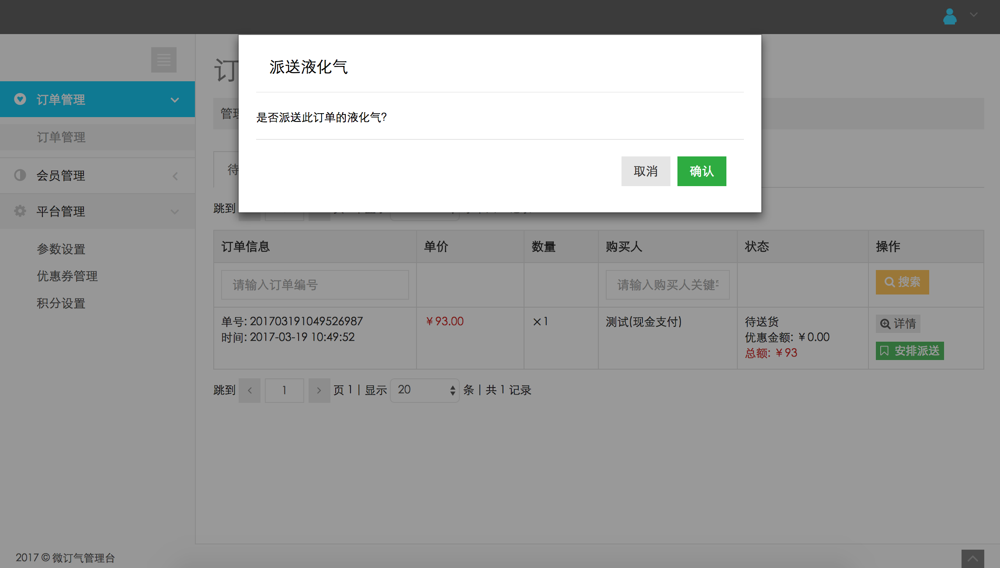 派送液化气
是否派送此订单的液化气?
取消
确认
订单管理
订单管理
会员管理
平台管理
参数设置
优惠券管理
积分设置
订
管理
待
跳到
订单信息
单价
数量
购买人
状态
操作
请输入订单编号
请输入购买人关键
搜索
单号: 201703191049526987
时间: 2017-03-19 10:49:52
¥ 93.00
×1
测试(现金支付)
待送货
优惠金额: ¥ 0.00
总额: ¥ 93
详情
安排派送
跳到 < 1 > 页 1 | 显示 20 条 | 共 1 记录
2017 © 微订气管理台